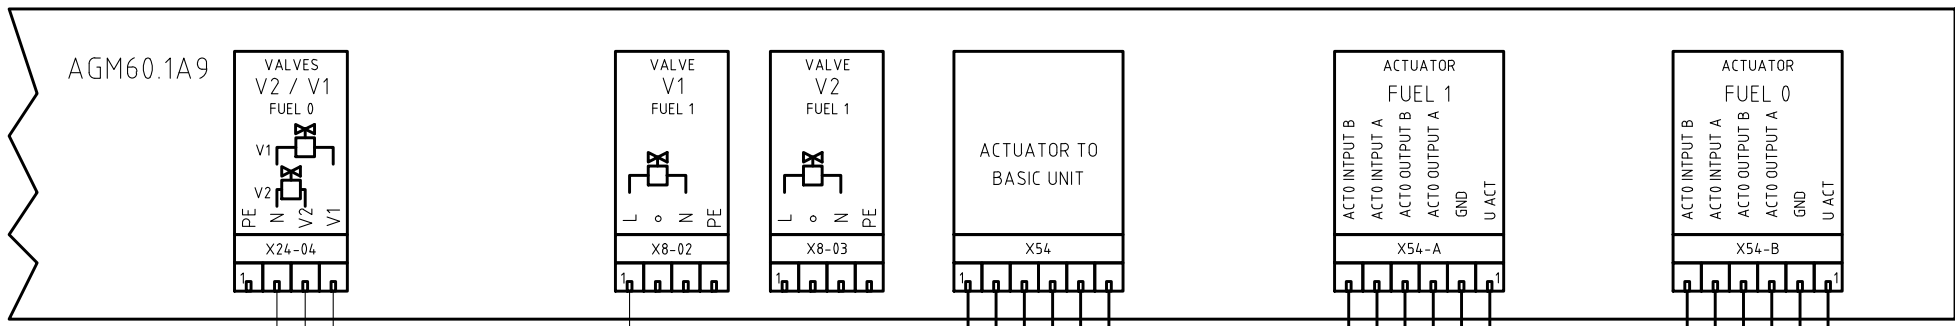 AGM60.1A9
VALVES
V2 / V1
FUEL 0
V1
V2
PE
N
V2
V1
X24-04
1
VALVE
V1
FUEL 1
L
o
N
PE
X8-02
1
VALVE
V2
FUEL 1
L
o
N
PE
X8-03
1
ACTUATOR TO
BASIC UNIT
X54
1
ACTUATOR
FUEL 1
ACT0 INTPUT B
ACT0 INTPUT A
ACT0 OUTPUT B
ACT0 OUTPUT A
GND
U ACT
X54-A
1
ACTUATOR
FUEL 0
ACT0 INTPUT B
ACT0 INTPUT A
ACT0 OUTPUT B
ACT0 OUTPUT A
GND
U ACT
X54-B
1